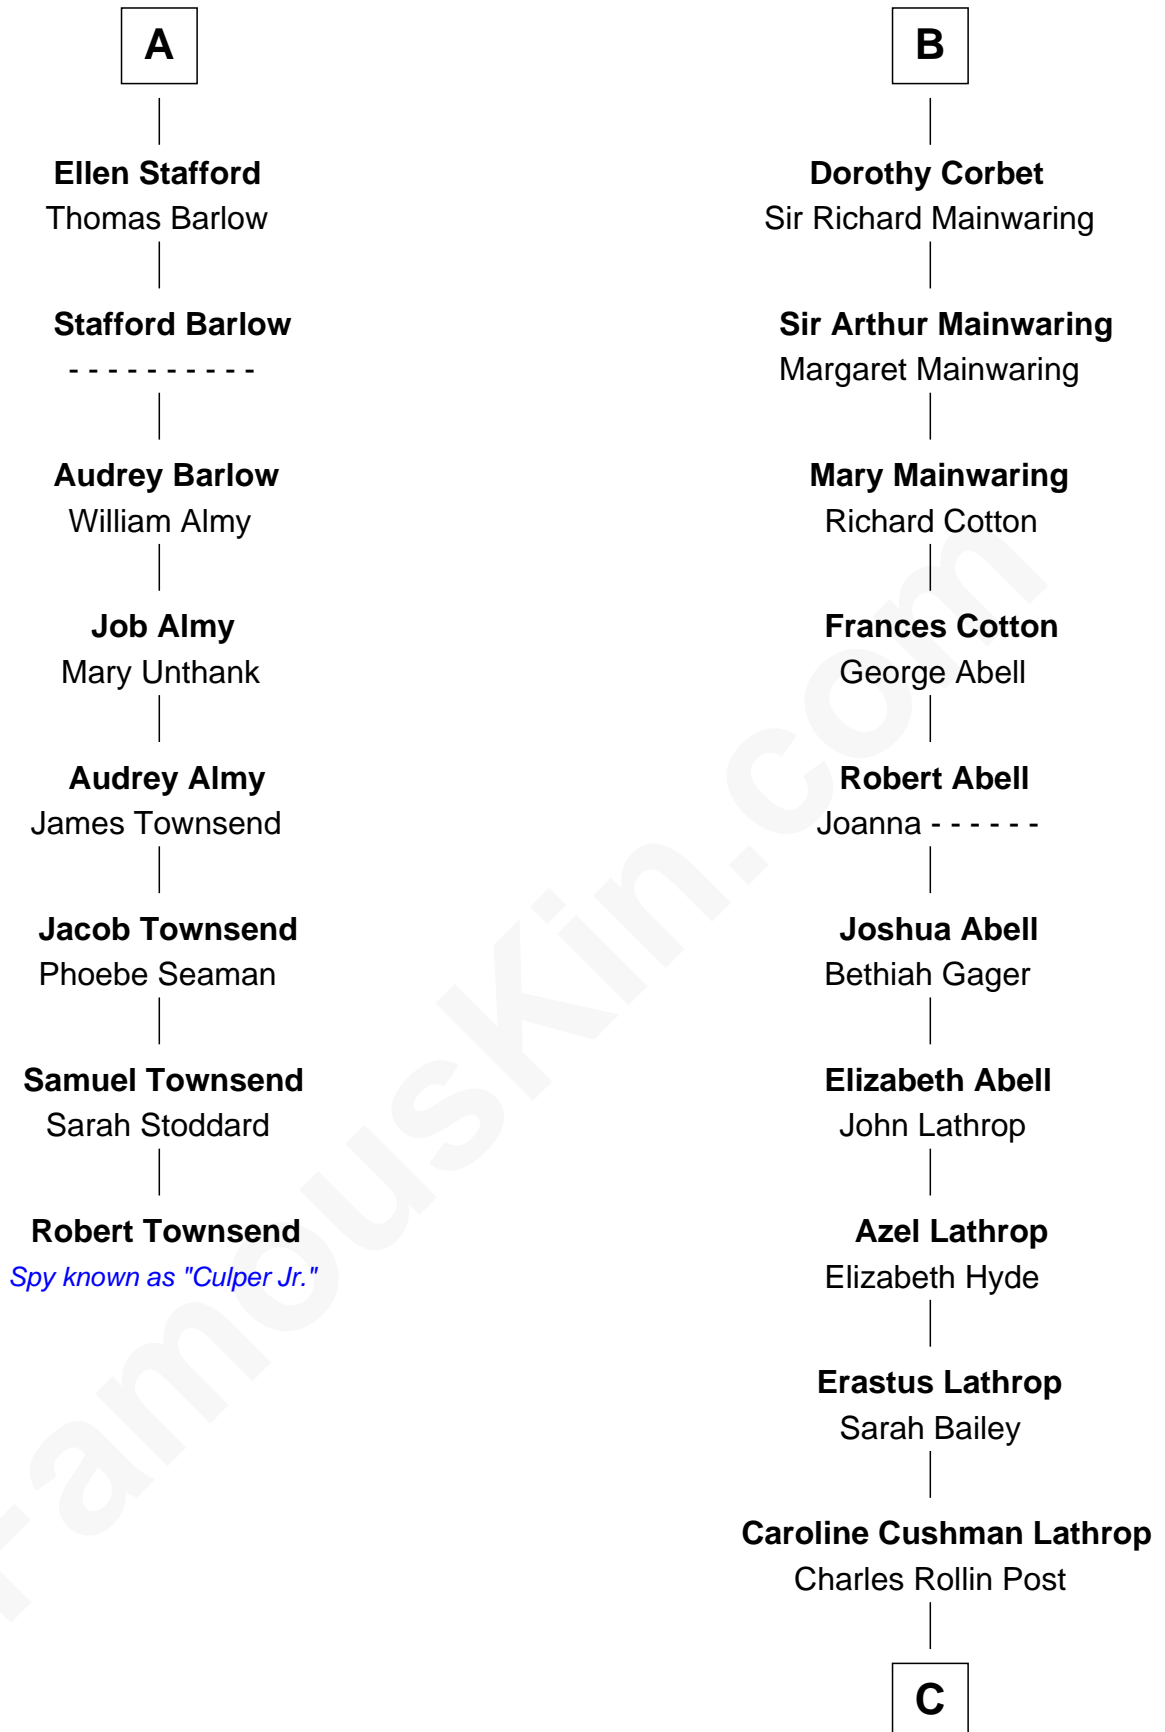 A
Ellen Stafford
Thomas Barlow
Stafford Barlow
- - - - - - - - - -
Audrey Barlow
William Almy
Job Almy
Mary Unthank
Audrey Almy
James Townsend
Jacob Townsend
Phoebe Seaman
Samuel Townsend
Sarah Stoddard
Robert Townsend
Spy known as "Culper Jr."
B
Dorothy Corbet
Sir Richard Mainwaring
Sir Arthur Mainwaring
Margaret Mainwaring
Mary Mainwaring
Richard Cotton
Frances Cotton
George Abell
Robert Abell
Joanna - - - - - -
Joshua Abell
Bethiah Gager
Elizabeth Abell
John Lathrop
Azel Lathrop
Elizabeth Hyde
Erastus Lathrop
Sarah Bailey
Caroline Cushman Lathrop
Charles Rollin Post
C
FamousKin.com